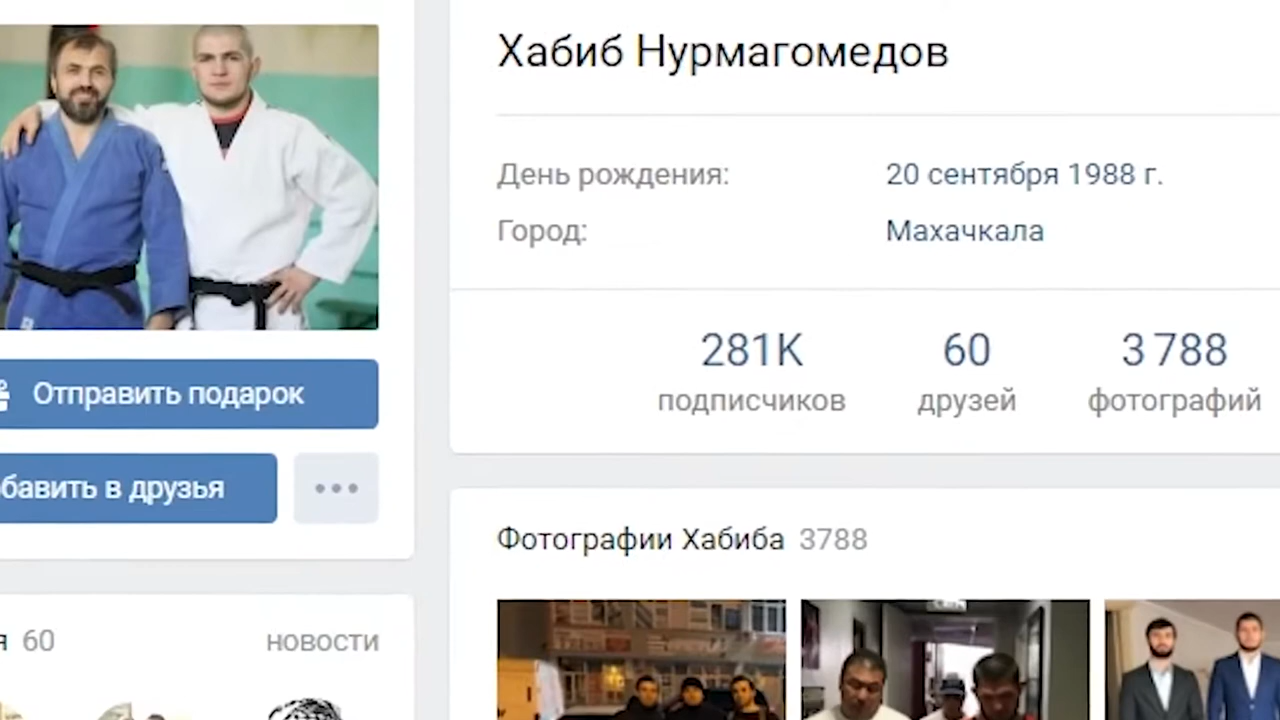 Хабиб Нурмагомедов
День рождения: 20 сентября 1988 г.
Город: Махачкала
281K 60 3 788
подписчиков друзей фотографий
Отправить подарок
бавить в друзья
Фотографии Хабиба 3788
я 60 новости